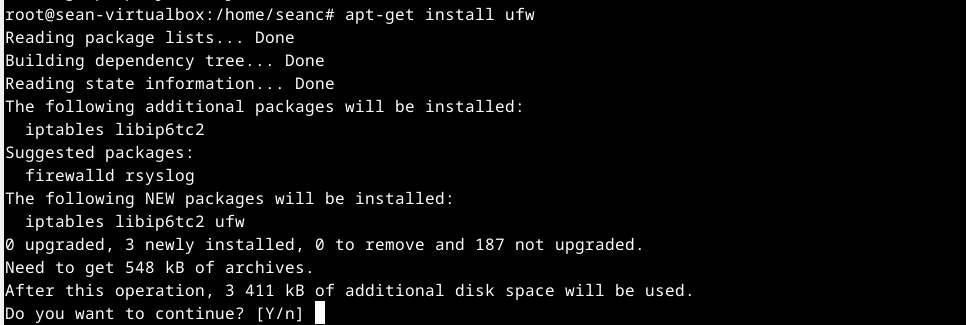 root@sean-virtualbox:/home/seanc# apt-get install ufw
Reading package lists... Done
Building dependency tree... Done
Reading state information... Done
The following additional packages will be installed:
  iptables libip6tc2
Suggested packages:
  firewalld rsyslog
The following NEW packages will be installed:
  iptables libip6tc2 ufw
0 upgraded, 3 newly installed, 0 to remove and 187 not upgraded.
Need to get 548 kB of archives.
After this operation, 3 411 kB of additional disk space will be used.
Do you want to continue? [Y/n]